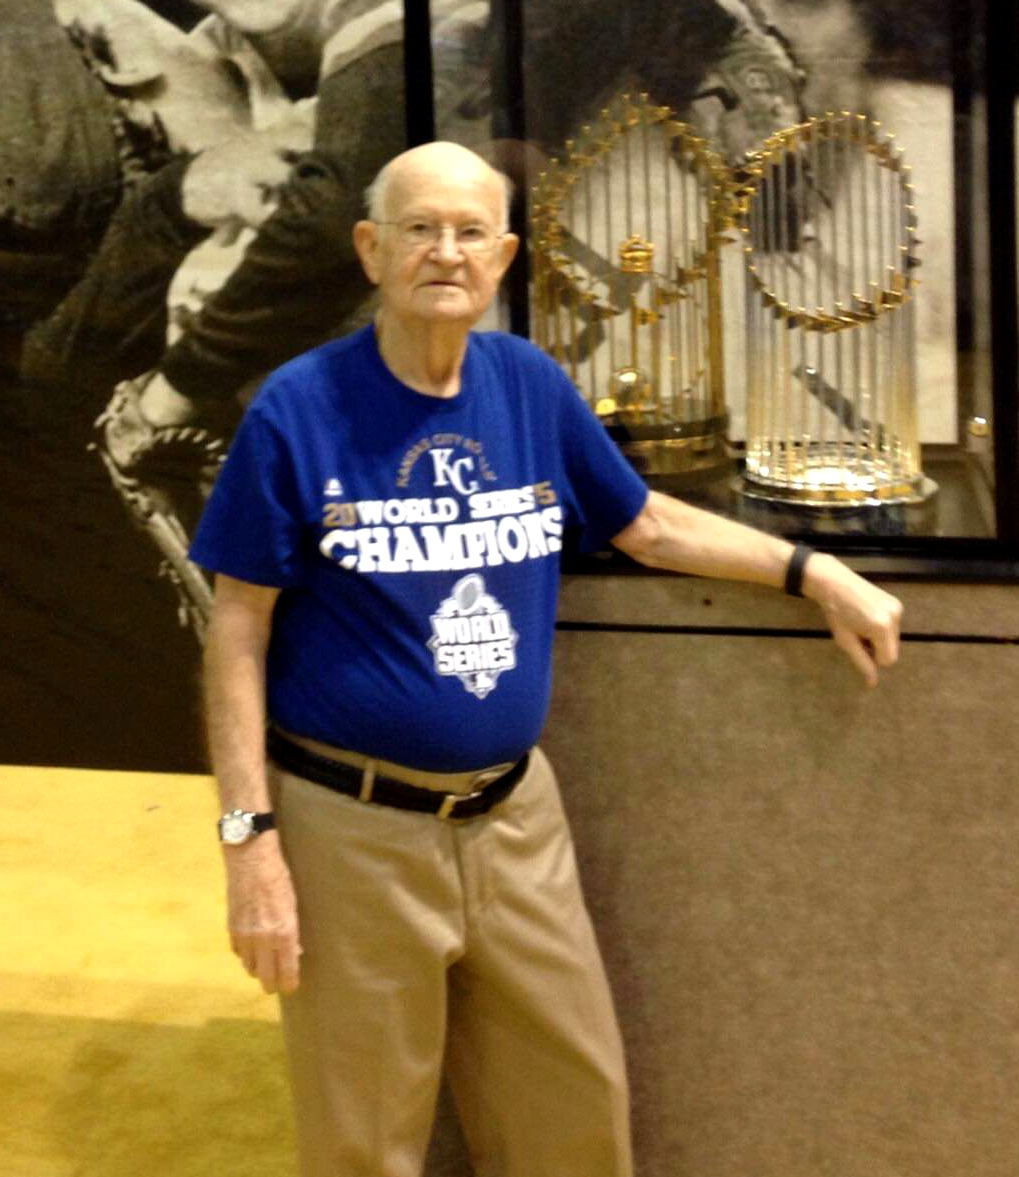 KANSAS CITY ROYALS
KC
20 WORLD SERIES 15
CHAMPIONS
WORLD
SERIES